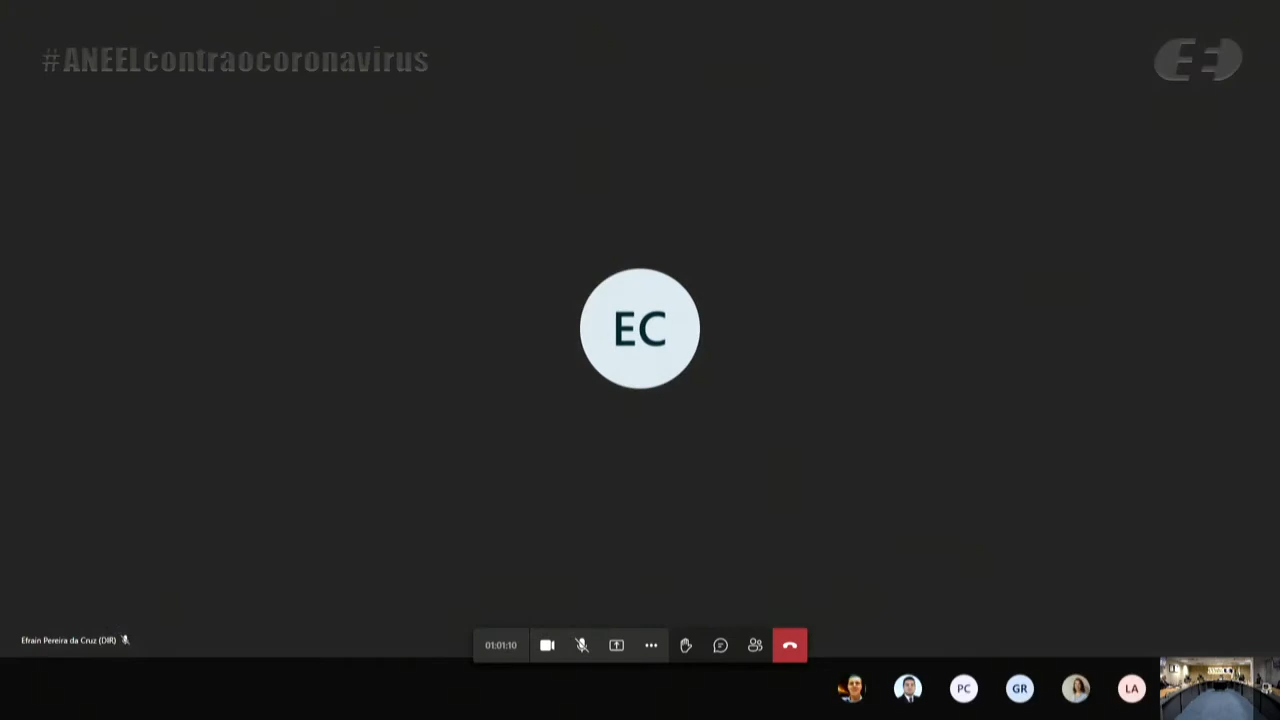 #ANEELcontraocoronavirus
EC
Efrain Pereira da Cruz (DIR)
01:01:10
PC
GR
LA